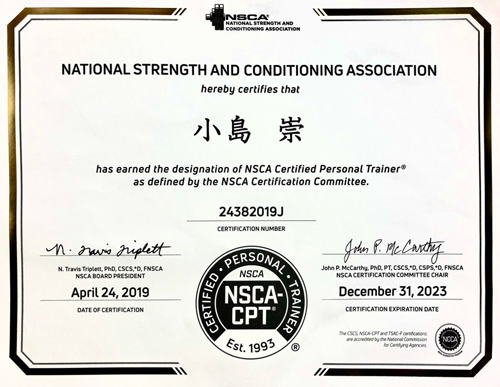 NSCA
NATIONAL STRENGTH AND
CONDITIONING ASSOCIATION
NATIONAL STRENGTH AND CONDITIONING ASSOCIATION
hereby certifies that
小島 崇
has earned the designation of NSCA Certified Personal Trainer®
as defined by the NSCA Certification Committee.
24382019J
CERTIFICATION NUMBER
N. Travis Triplett
N. Travis Triplett, PhD, CSCS,*D, FNSCA
NSCA BOARD PRESIDENT
April 24, 2019
DATE OF CERTIFICATION
CERTIFIED • PERSONAL • TRAINER
NSCA
NSCA-
CPT®
Est. 1993
®
John P. McCarthy
John P. McCarthy, PhD, PT, CSCS,*D, CSPS,*D, FNSCA
NSCA CERTIFICATION COMMITTEE CHAIR
December 31, 2023
CERTIFICATION EXPIRATION DATE
The CSCS, NSCA-CPT and TSAC-F certifications
are accredited by the National Commission
for Certifying Agencies.
NCCA